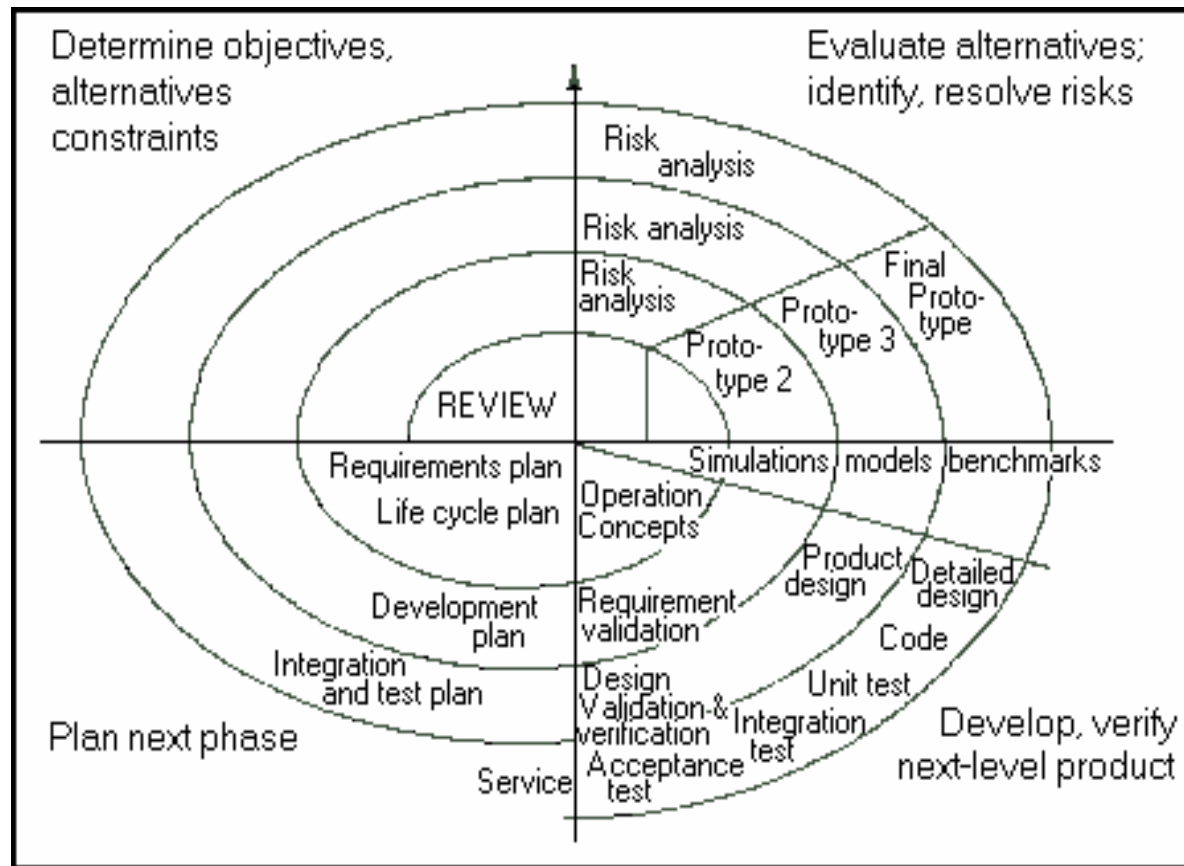 Determine objectives,
alternatives
constraints
Evaluate alternatives;
identify, resolve risks
Risk
analysis
Risk analysis
Risk
analysis
Final
Proto-
type
Proto-
type 3
Proto-
type 2
REVIEW
Requirements plan
Life cycle plan
Simulations models benchmarks
Operation
Concepts
Product
design
Detailed
design
Development
plan
Requirement
validation
Code
Integration
and test plan
Design
Validation-&
verification
Unit test
Integration
test
Acceptance
test
Service
Plan next phase
Develop, verify
next-level product